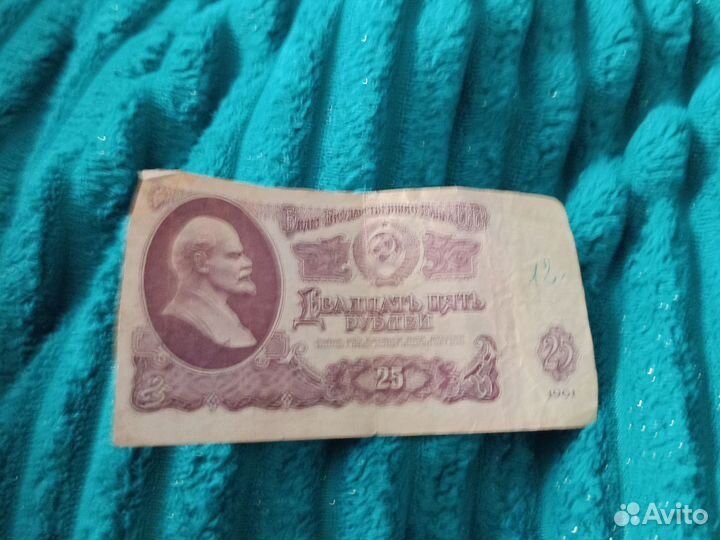 Билет Государственного Банка СССР
Двадцать пять
рублей
12.
25
25
1961
Avito